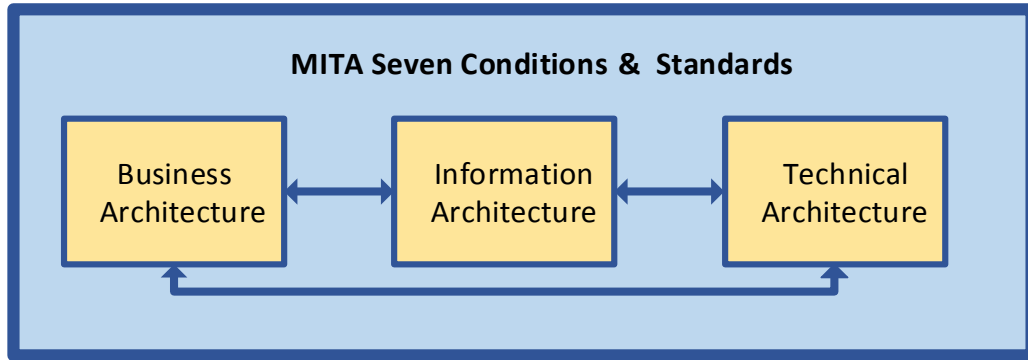 MITA Seven Conditions & Standards
Business
Architecture
Information
Architecture
Technical
Architecture